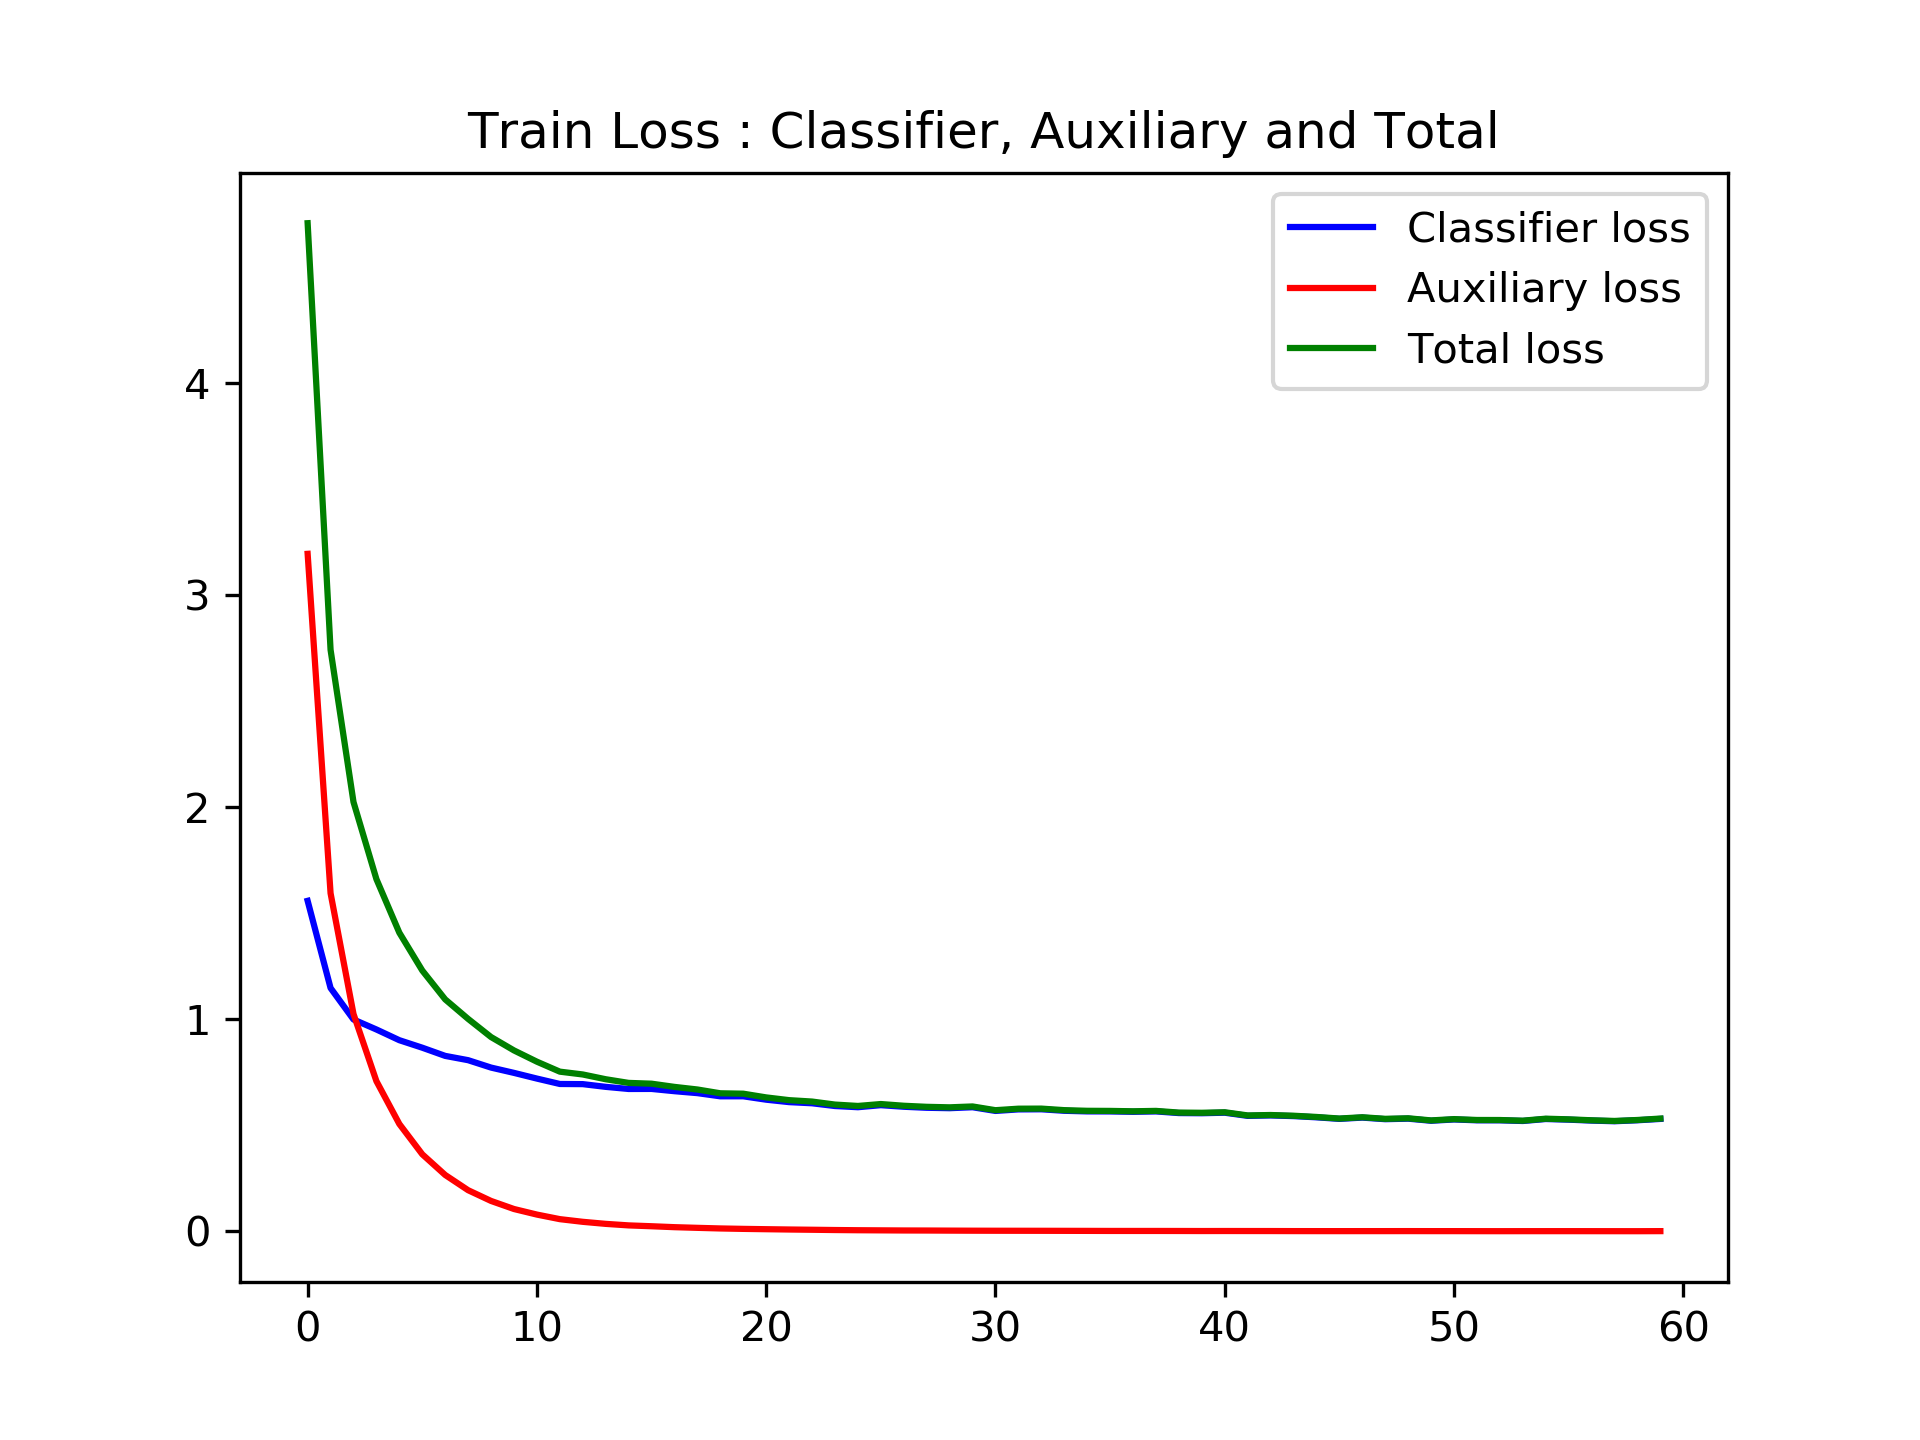 Train Loss : Classifier, Auxiliary and Total
Classifier loss
Auxiliary loss
Total loss
4
3
2
1
0
0 10 20 30 40 50 60